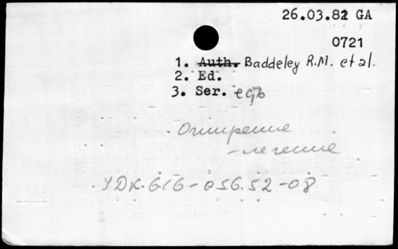 26.03.82 GA
0721
1. Auth. Baddeley R.M. et al.
2. Ed.
3. Ser.
Ожирение
- лечение
УДК 616-056.52-08